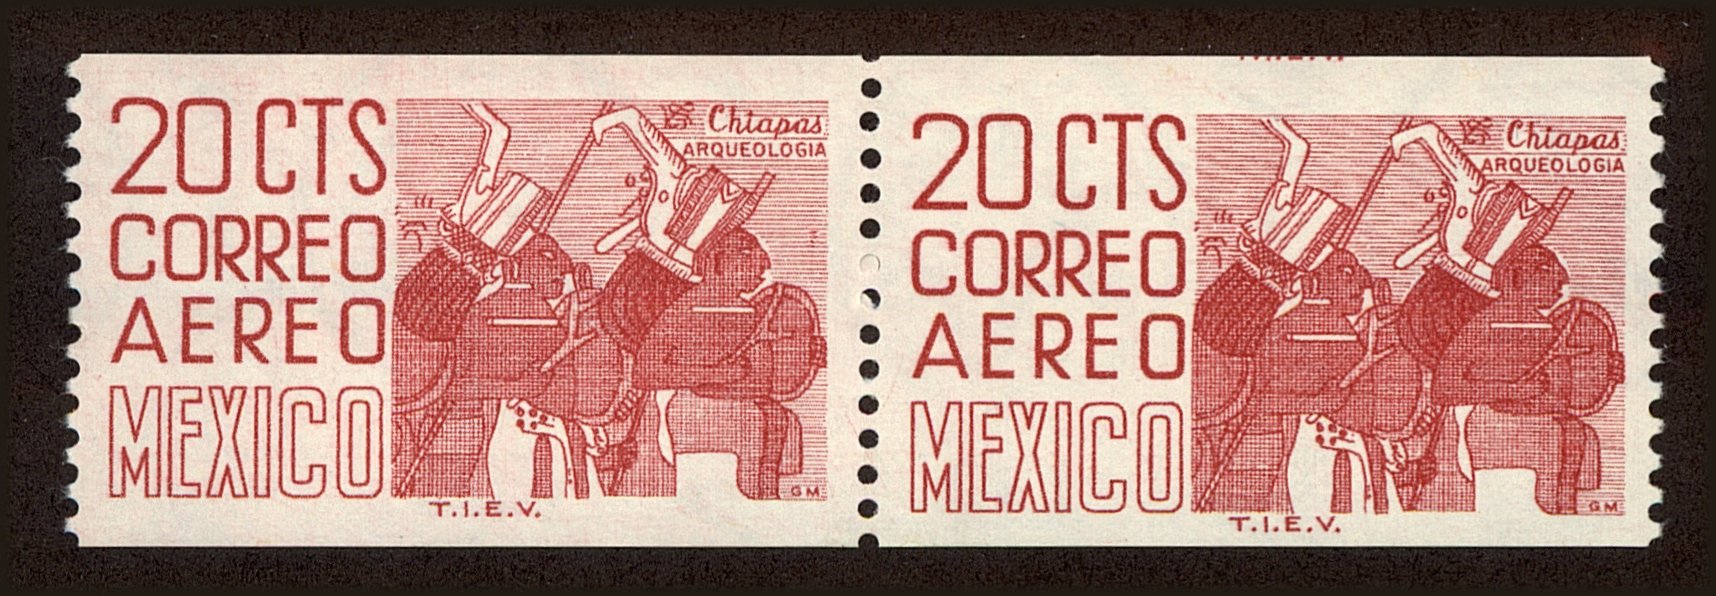 20 CTS
CORREO
AEREO
MEXICO
Chiapas
ARQUEOLOGIA
GM
T.I.E.V.
20 CTS
CORREO
AEREO
MEXICO
Chiapas
ARQUEOLOGIA
GM
T.I.E.V.